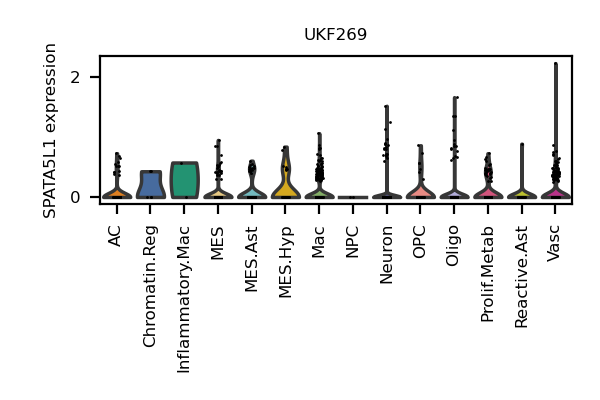 UKF269
SPATA5L1 expression
2
0
AC
Chromatin.Reg
Inflammatory.Mac
MES
MES.Ast
MES.Hyp
Mac
NPC
Neuron
OPC
Oligo
Prolif.Metab
Reactive.Ast
Vasc